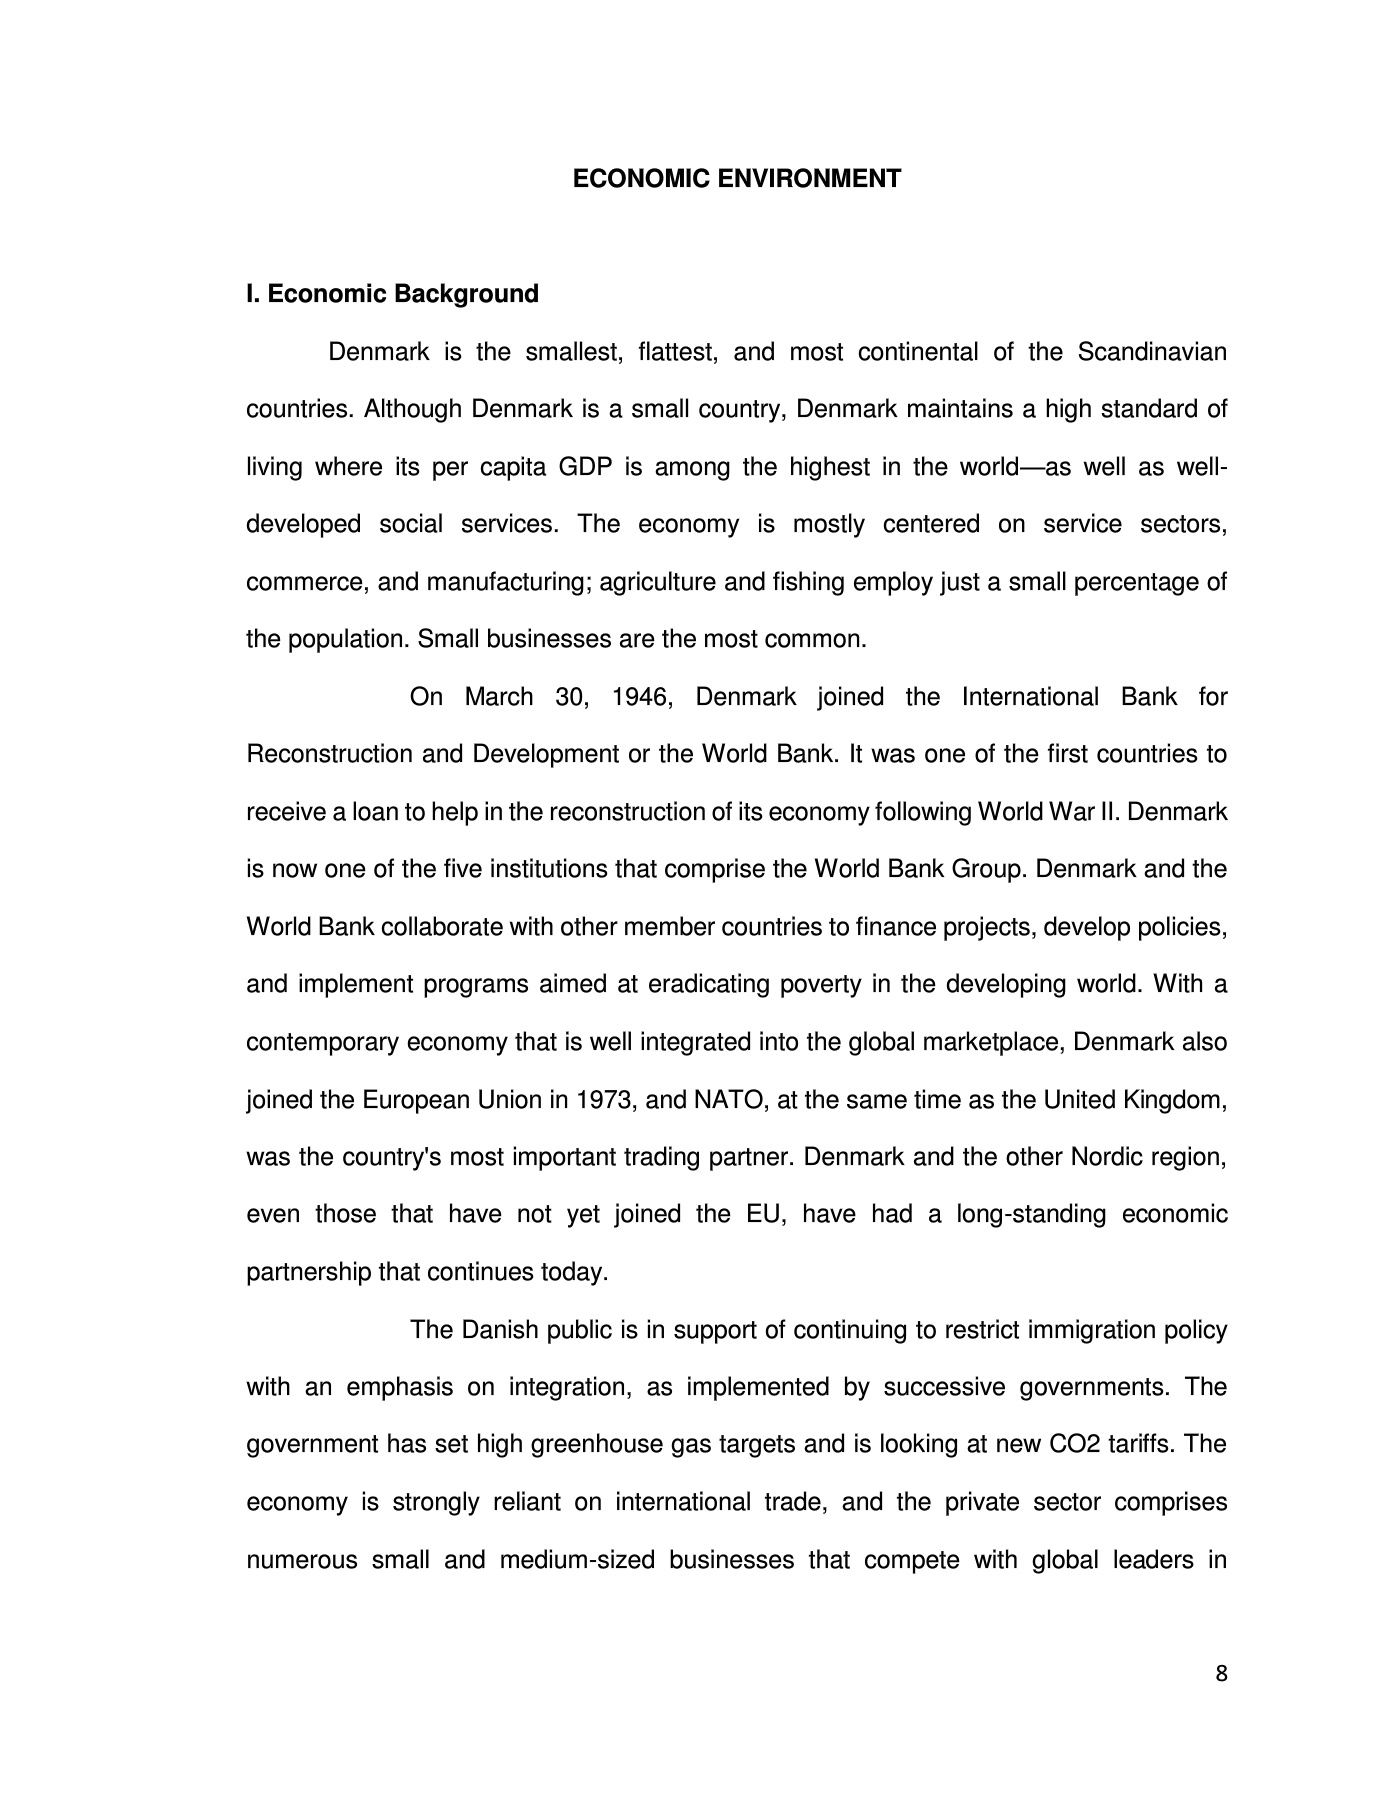 ECONOMIC ENVIRONMENT
I. Economic Background
Denmark is the smallest, flattest, and most continental of the Scandinavian
countries. Although Denmark is a small country, Denmark maintains a high standard of
living where its per capita GDP is among the highest in the world—as well as well-
developed social services. The economy is mostly centered on service sectors,
commerce, and manufacturing; agriculture and fishing employ just a small percentage of
the population. Small businesses are the most common.
On March 30, 1946, Denmark joined the International Bank for
Reconstruction and Development or the World Bank. It was one of the first countries to
receive a loan to help in the reconstruction of its economy following World War II. Denmark
is now one of the five institutions that comprise the World Bank Group. Denmark and the
World Bank collaborate with other member countries to finance projects, develop policies,
and implement programs aimed at eradicating poverty in the developing world. With a
contemporary economy that is well integrated into the global marketplace, Denmark also
joined the European Union in 1973, and NATO, at the same time as the United Kingdom,
was the country's most important trading partner. Denmark and the other Nordic region,
even those that have not yet joined the EU, have had a long-standing economic
partnership that continues today.
The Danish public is in support of continuing to restrict immigration policy
with an emphasis on integration, as implemented by successive governments. The
government has set high greenhouse gas targets and is looking at new CO2 tariffs. The
economy is strongly reliant on international trade, and the private sector comprises
numerous small and medium-sized businesses that compete with global leaders in
8